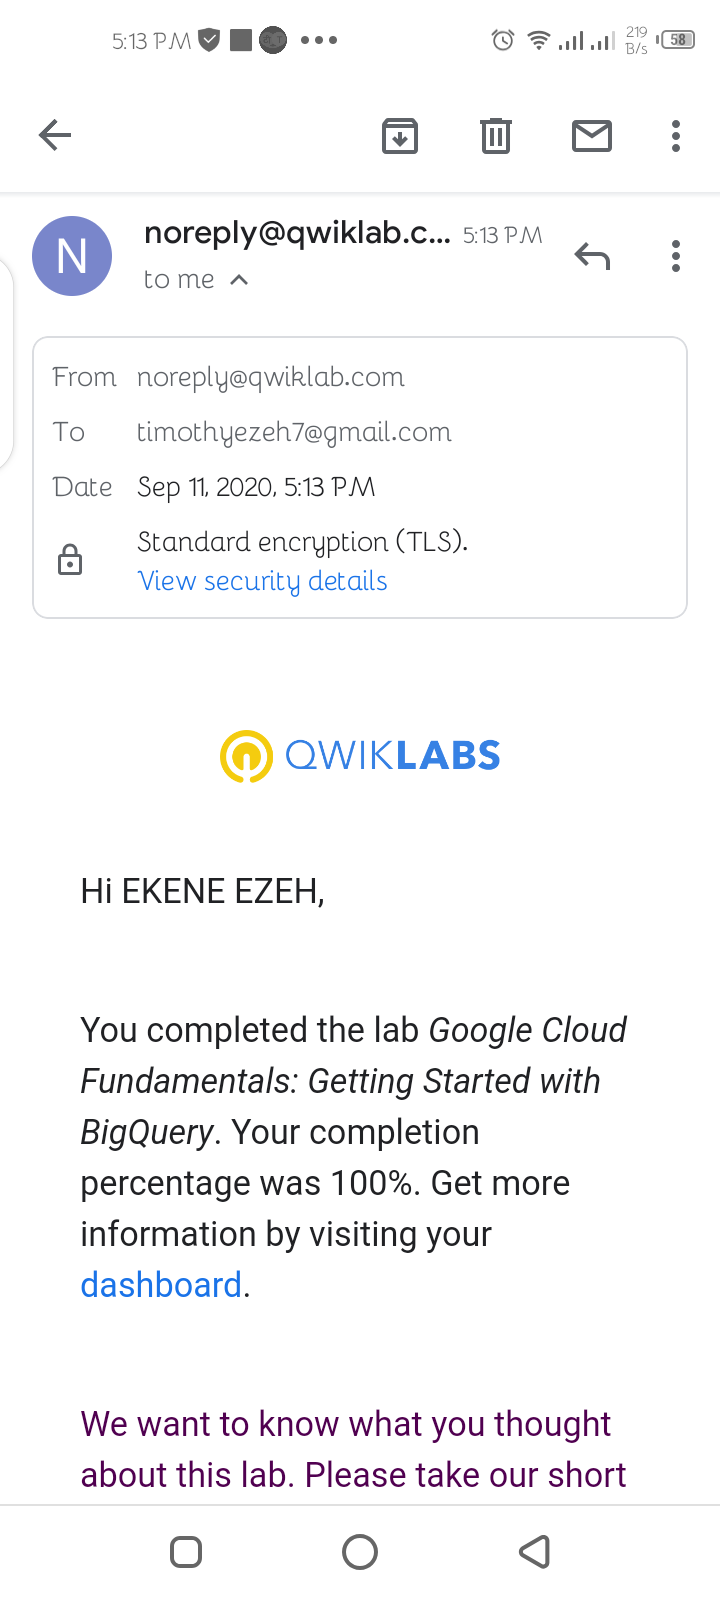 5:13 PM 219 B/s 58
N noreply@qwiklab.c... 5:13 PM
to me
From noreply@qwiklab.com
To timothyezeh7@gmail.com
Date Sep 11, 2020, 5:13 PM
Standard encryption (TLS).
View security details
QWIKLABS
Hi EKENE EZEH,
You completed the lab Google Cloud
Fundamentals: Getting Started with
BigQuery. Your completion
percentage was 100%. Get more
information by visiting your
dashboard.
We want to know what you thought
about this lab. Please take our short